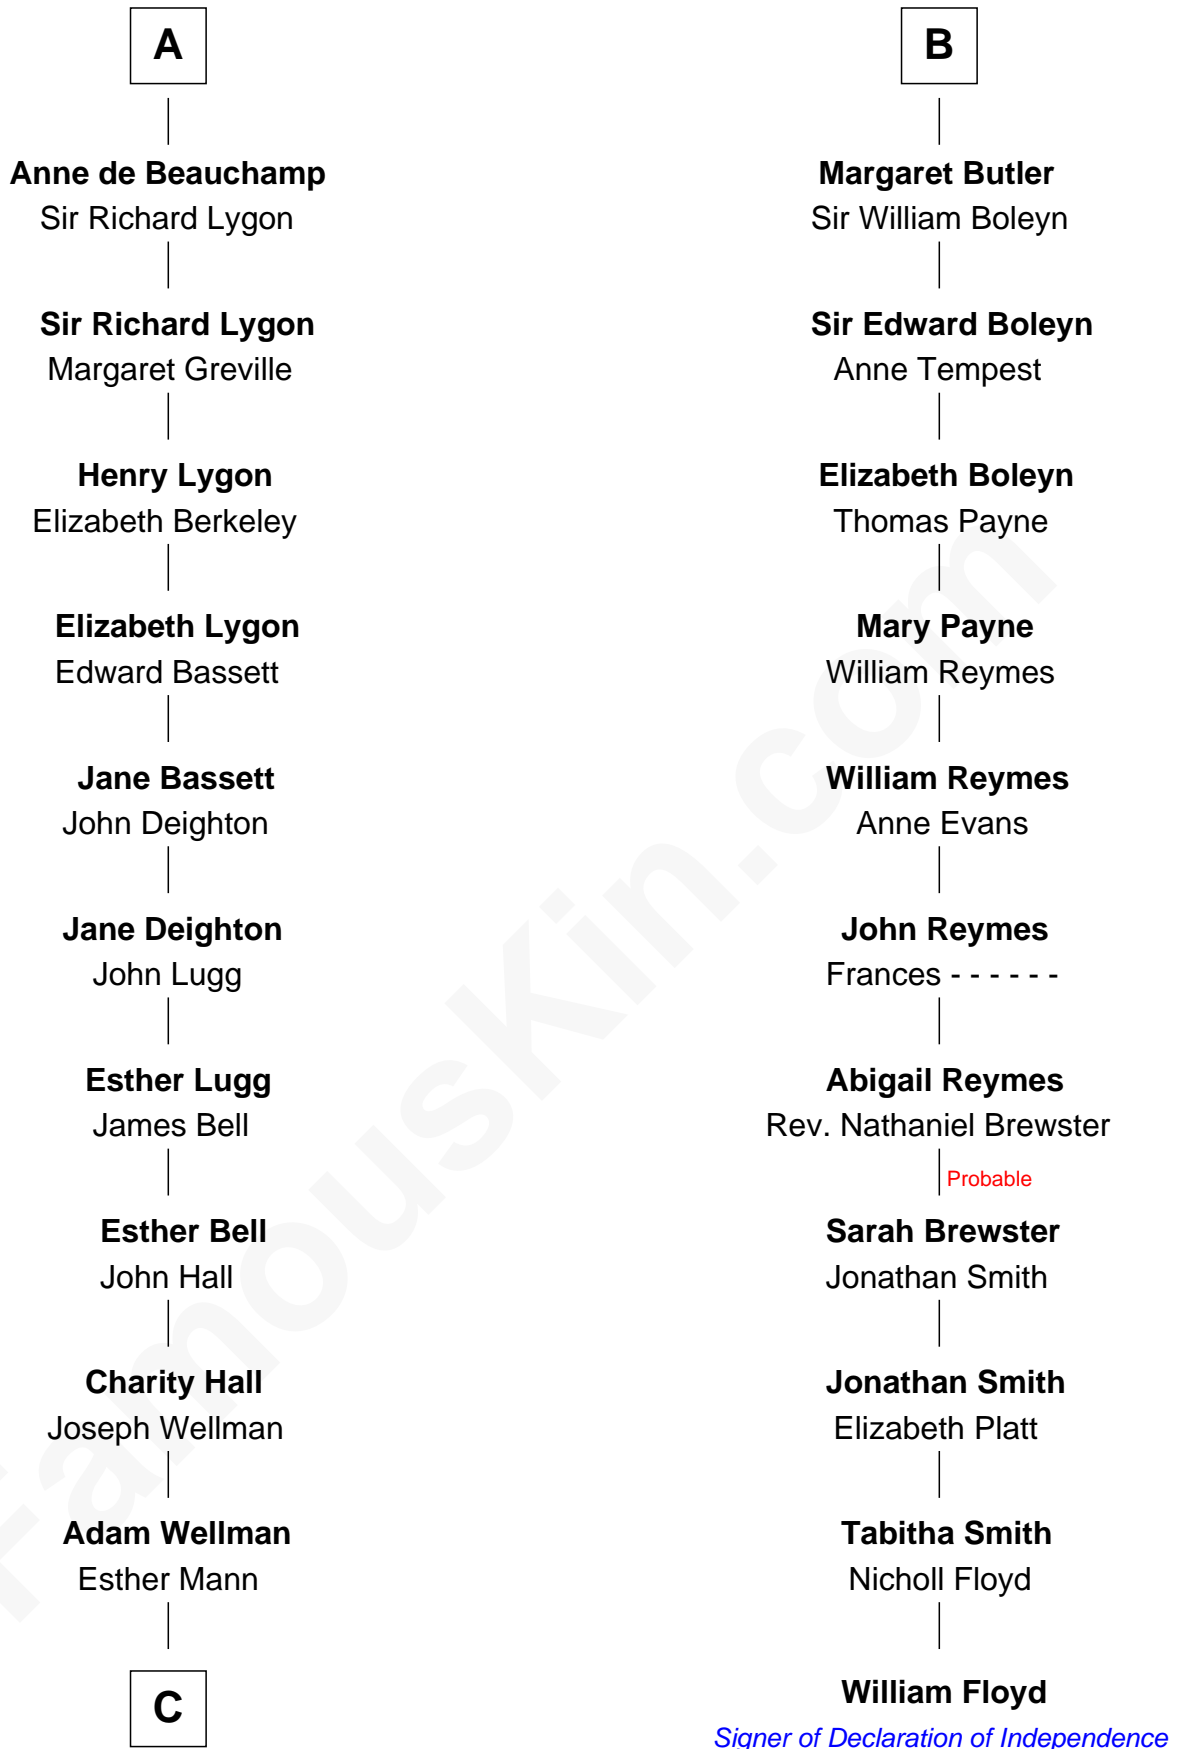 A
Anne de Beauchamp
Sir Richard Lygon
Sir Richard Lygon
Margaret Greville
Henry Lygon
Elizabeth Berkeley
Elizabeth Lygon
Edward Bassett
Jane Bassett
John Deighton
Jane Deighton
John Lugg
Esther Lugg
James Bell
Esther Bell
John Hall
Charity Hall
Joseph Wellman
Adam Wellman
Esther Mann
C
B
Margaret Butler
Sir William Boleyn
Sir Edward Boleyn
Anne Tempest
Elizabeth Boleyn
Thomas Payne
Mary Payne
William Reymes
William Reymes
Anne Evans
John Reymes
Frances - - - - - -
Abigail Reymes
Rev. Nathaniel Brewster
Probable
Sarah Brewster
Jonathan Smith
Jonathan Smith
Elizabeth Platt
Tabitha Smith
Nicholl Floyd
William Floyd
Signer of Declaration of Independence
FamousKin.com